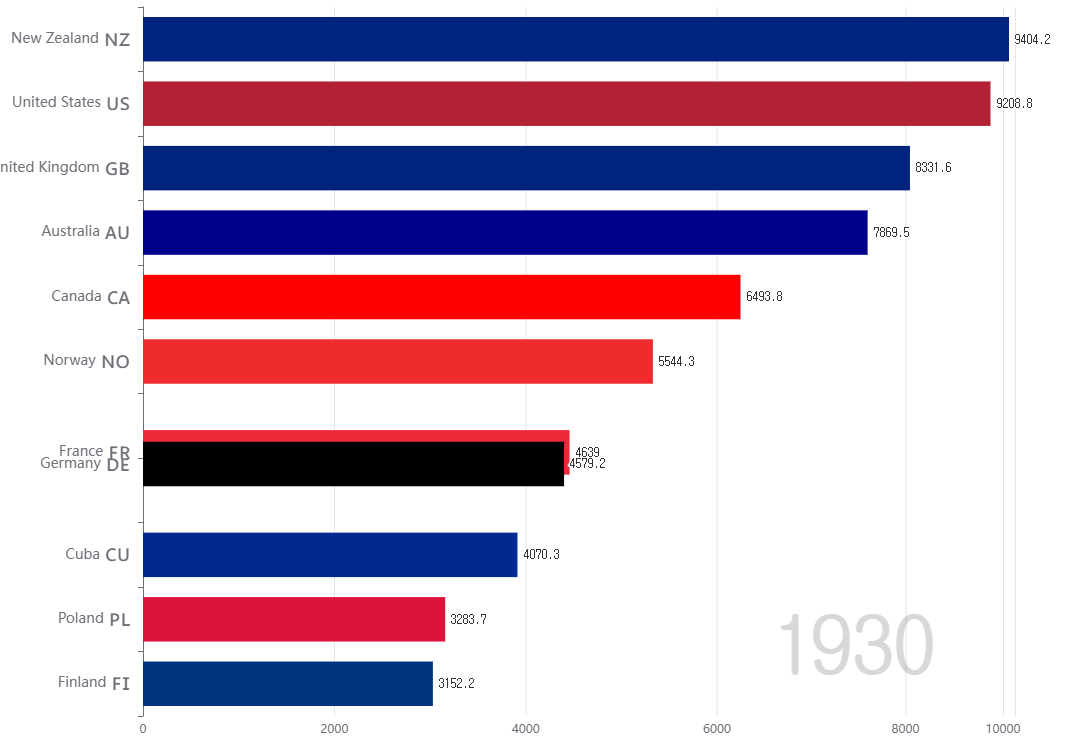 New Zealand NZ 9404.2
United States US 9208.8
nited Kingdom GB 8331.6
Australia AU 7869.5
Canada CA 6493.8
Norway NO 5544.3
France FR 4639
Germany DE 4579.2
Cuba CU 4070.3
Poland PL 3283.7
Finland FI 3152.2
1930
0 2000 4000 6000 8000 10000